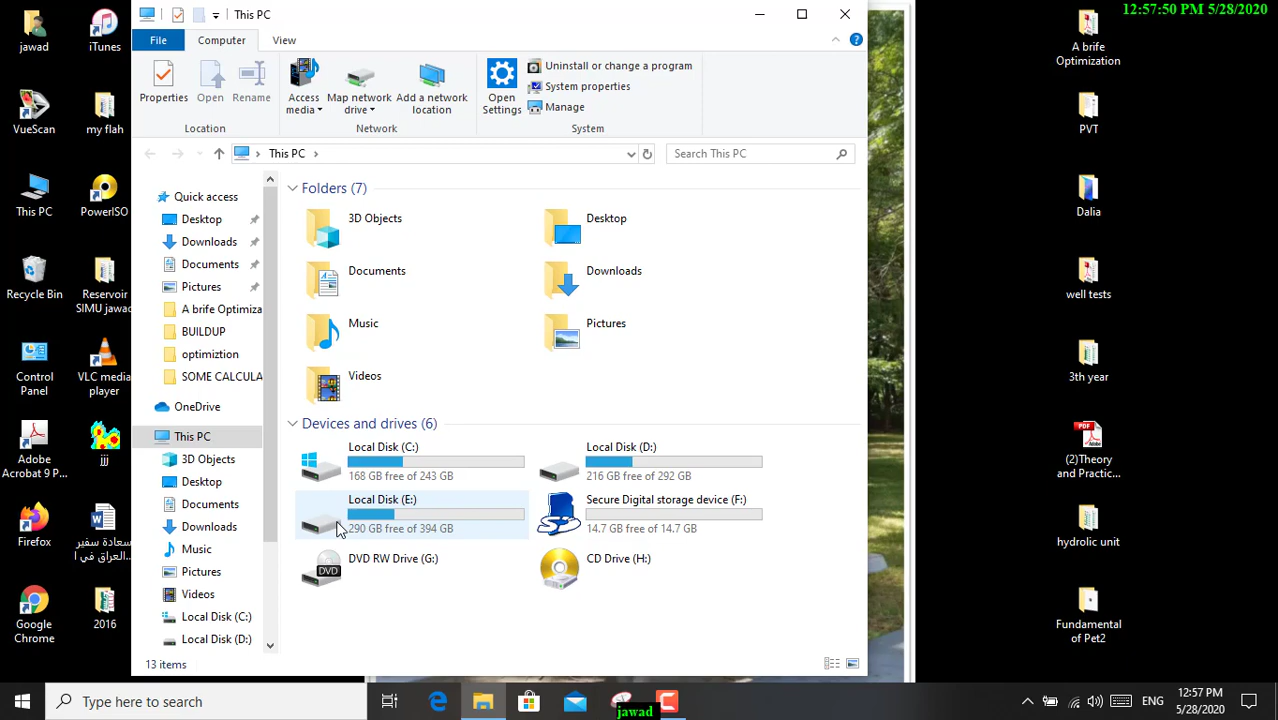 jawad
iTunes
VueScan
my flah
This PC
PowerISO
Recycle Bin
Reservoir
SIMU jawad
Control
Panel
VLC media
player
Adobe
Acrobat 9 P...
jjj
Firefox
سعادة سفير
العراق في ا
Google
Chrome
2016
This PC
File
Computer
View
Properties
Open
Rename
Location
Access
media
Map network
drive
Add a network
location
Network
Open
Settings
Uninstall or change a program
System properties
Manage
System
This PC
Search This PC
Quick access
Desktop
Downloads
Documents
Pictures
A brife Optimiza
BUILDUP
optimiztion
SOME CALCULA
OneDrive
This PC
3D Objects
Desktop
Documents
Downloads
Music
Pictures
Videos
Local Disk (C:)
Local Disk (D:)
Folders (7)
3D Objects
Desktop
Documents
Downloads
Music
Pictures
Videos
Devices and drives (6)
Local Disk (C:)
168 GB free of 243 GB
Local Disk (D:)
216 GB free of 292 GB
Local Disk (E:)
290 GB free of 394 GB
Secure Digital storage device (F:)
14.7 GB free of 14.7 GB
DVD RW Drive (G:)
DVD
CD Drive (H:)
13 items
12:57:50 PM 5/28/2020
A brife
Optimization
PVT
Dalia
well tests
3th year
PDF
(2)Theory
and Practic...
hydrolic unit
Fundamental
of Pet2
Type here to search
jawad
ENG
12:57 PM
5/28/2020